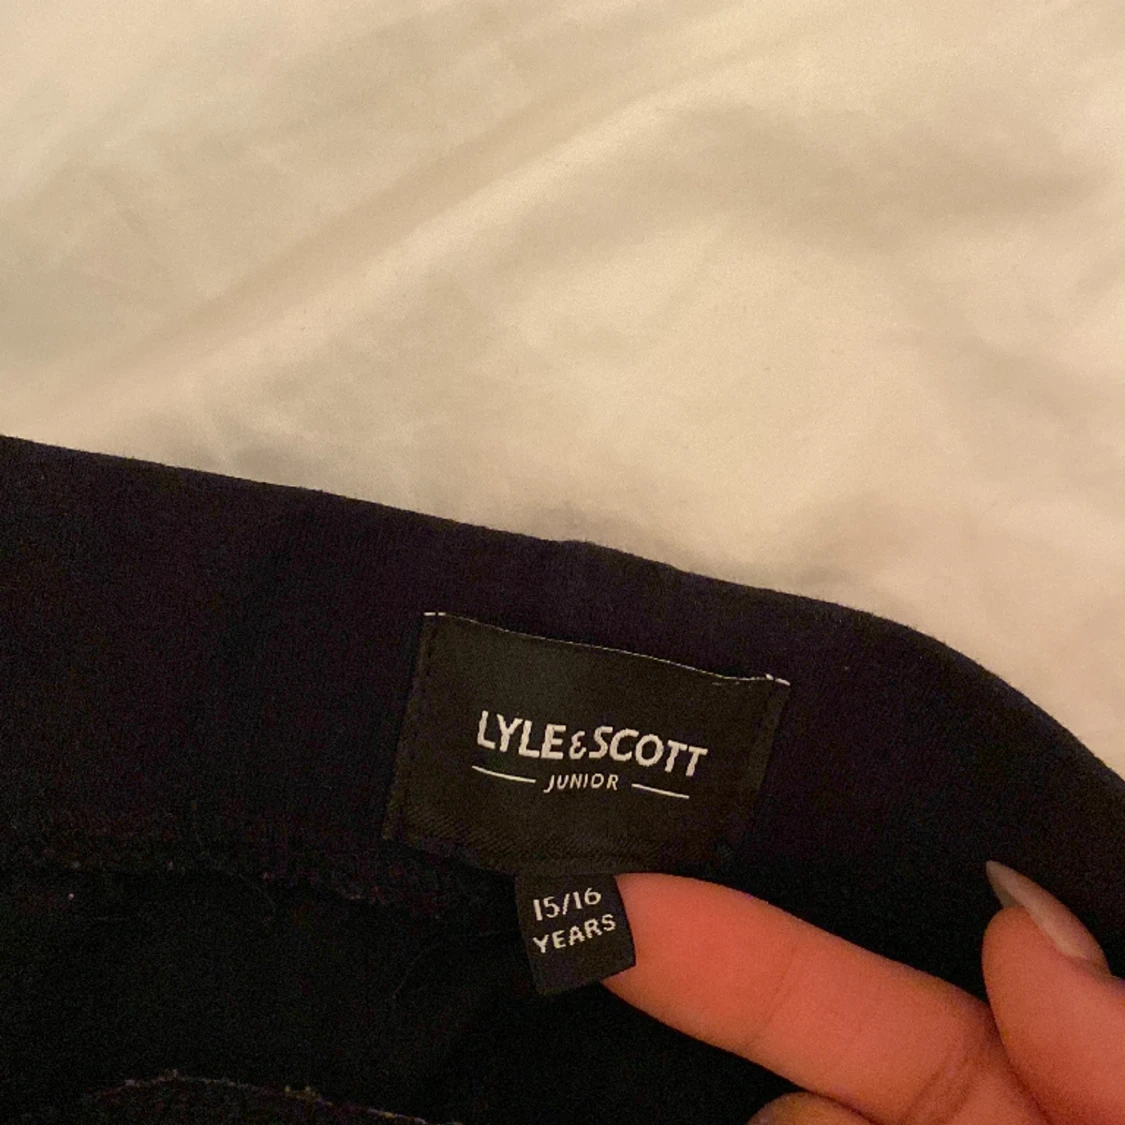 LYLE & SCOTT
JUNIOR
15/16
YEARS